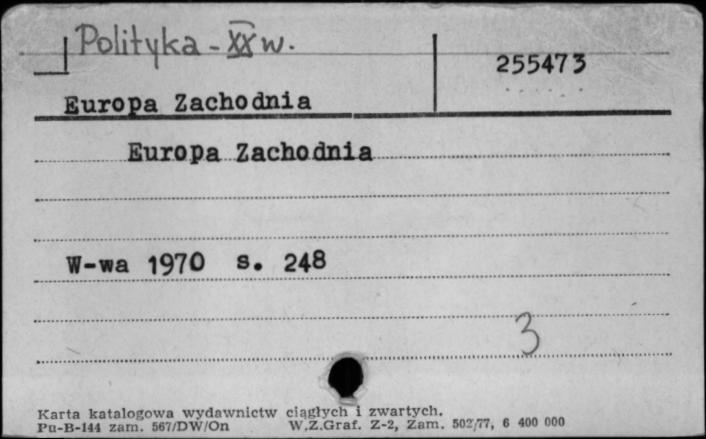 Polityka - XX w.
255473
Europa Zachodnia
Europa Zachodnia
W-wa 1970 s. 248
3
Karta katalogowa wydawnictw ciągłych i zwartych.
Pu-B-144 zam. 567/DW/On W.Z.Graf. Z-2, Zam. 502/77, 6 400 000